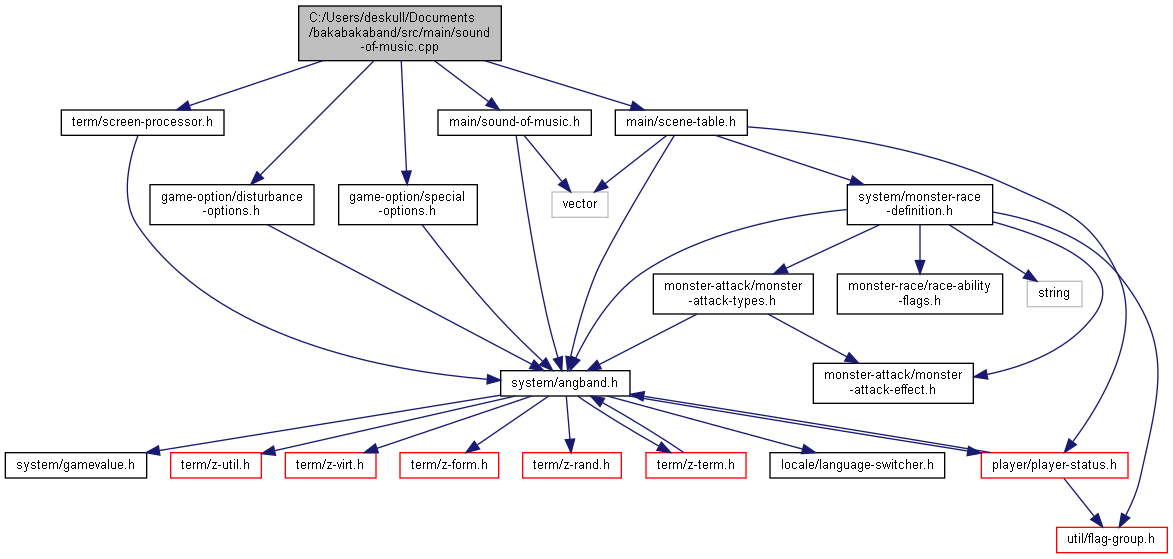 C:/Users/deskull/Documents
/bakabakaband/src/main/sound
-of-music.cpp
term/screen-processor.h
main/sound-of-music.h
main/scene-table.h
game-option/disturbance
-options.h
game-option/special
-options.h
vector
system/monster-race
-definition.h
monster-attack/monster
-attack-types.h
monster-race/race-ability
-flags.h
string
system/angband.h
monster-attack/monster
-attack-effect.h
system/gamevalue.h
term/z-util.h
term/z-virt.h
term/z-form.h
term/z-rand.h
term/z-term.h
locale/language-switcher.h
player/player-status.h
util/flag-group.h